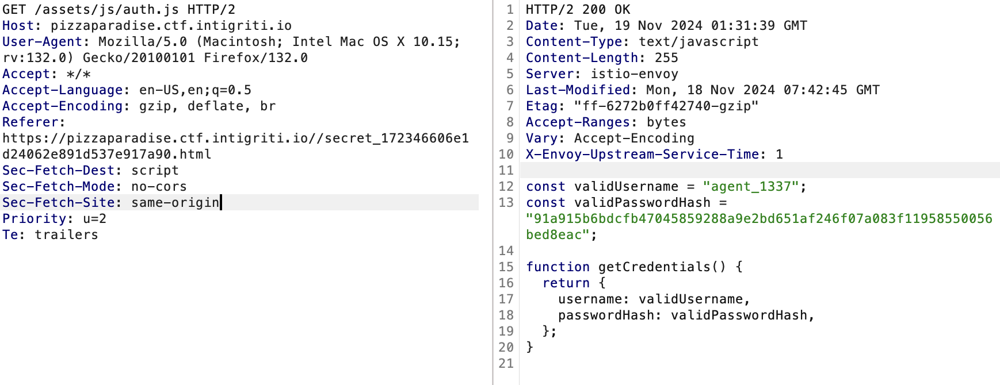 GET /assets/js/auth.js HTTP/2
Host: pizzaparadise.ctf.intigriti.io
User-Agent: Mozilla/5.0 (Macintosh; Intel Mac OS X 10.15;
rv:132.0) Gecko/20100101 Firefox/132.0
Accept: */*
Accept-Language: en-US,en;q=0.5
Accept-Encoding: gzip, deflate, br
Referer:
https://pizzaparadise.ctf.intigriti.io//secret_172346606e1
d24062e891d537e917a90.html
Sec-Fetch-Dest: script
Sec-Fetch-Mode: no-cors
Sec-Fetch-Site: same-origin
Priority: u=2
Te: trailers
1 HTTP/2 200 OK
2 Date: Tue, 19 Nov 2024 01:31:39 GMT
3 Content-Type: text/javascript
4 Content-Length: 255
5 Server: istio-envoy
6 Last-Modified: Mon, 18 Nov 2024 07:42:45 GMT
7 Etag: "ff-6272b0ff42740-gzip"
8 Accept-Ranges: bytes
9 Vary: Accept-Encoding
10 X-Envoy-Upstream-Service-Time: 1
11
12 const validUsername = "agent_1337";
13 const validPasswordHash =
"91a915b6bdcfb47045859288a9e2bd651af246f07a083f11958550056
bed8eac";
14
15 function getCredentials() {
16   return {
17     username: validUsername,
18     passwordHash: validPasswordHash,
19   };
20 }
21